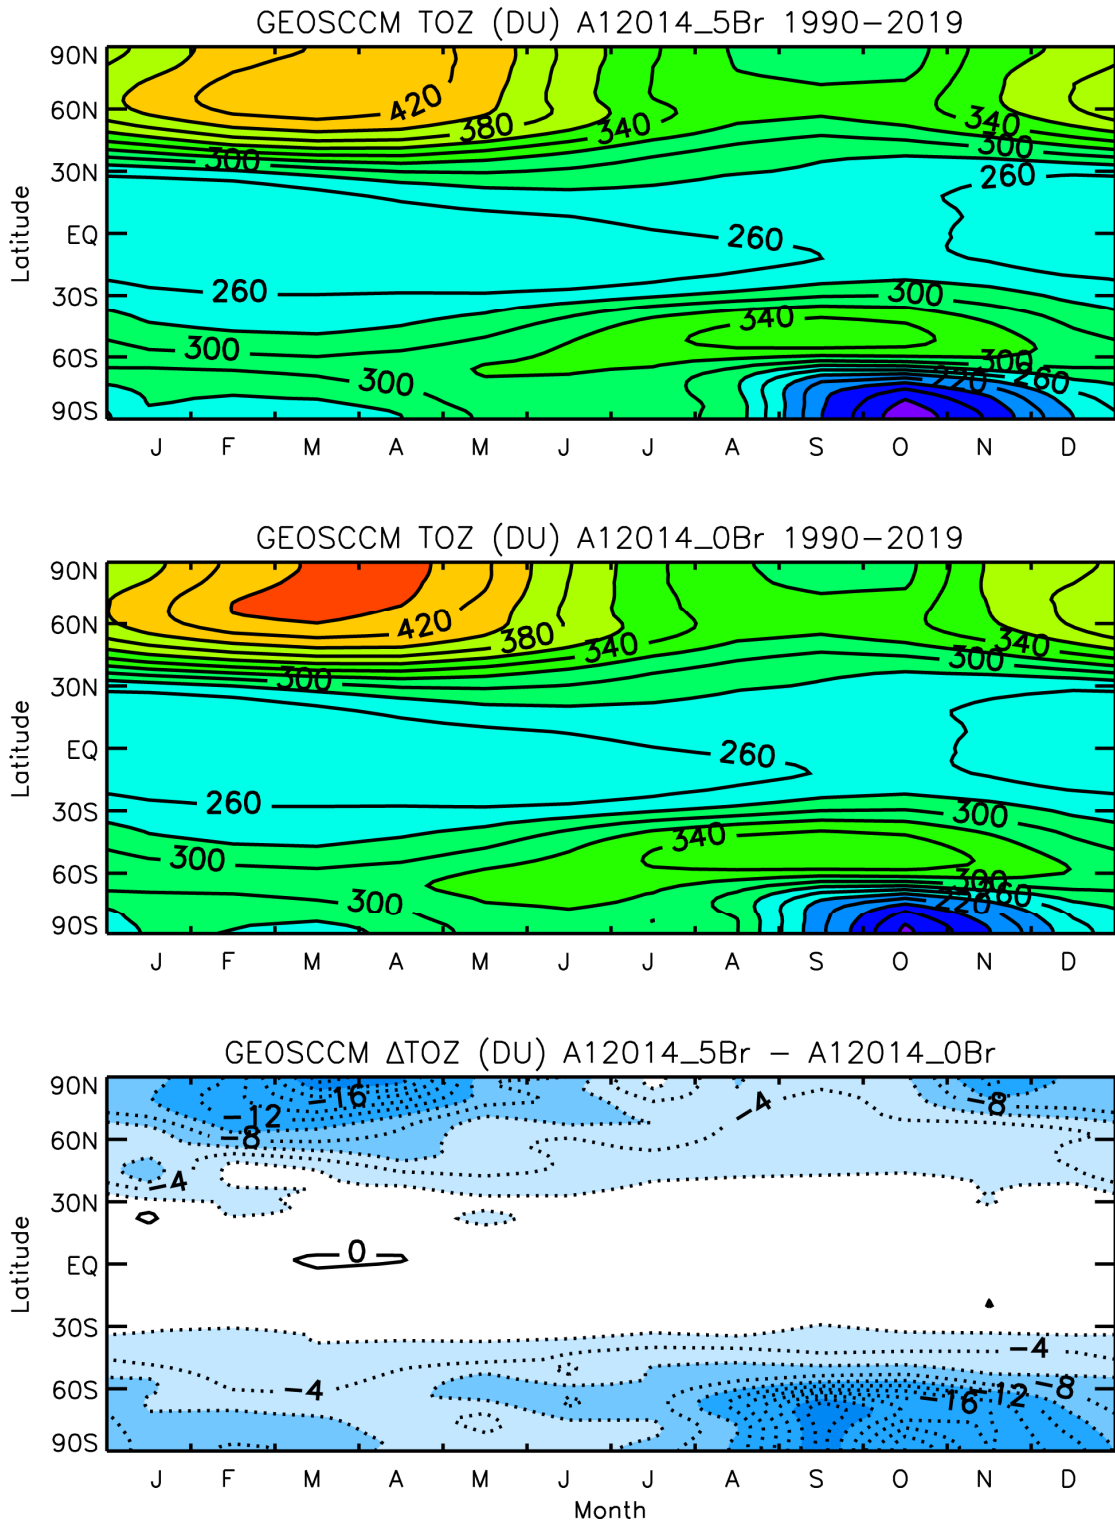 GEOSCCM TOZ (DU) A12014_5Br 1990-2019
90N
60N
30N
EQ
30S
60S
90S
Latitude
420
380
340
340
300
300
260
260
260
300
340
300
300
300
220
260
J F M A M J J A S O N D
GEOSCCM TOZ (DU) A12014_0Br 1990-2019
90N
60N
30N
EQ
30S
60S
90S
Latitude
420
380
340
340
300
300
260
260
300
340
300
300
300
220
260
J F M A M J J A S O N D
GEOSCCM ΔTOZ (DU) A12014_5Br - A12014_0Br
90N
60N
30N
EQ
30S
60S
90S
Latitude
-16
-12
-8
-4
-8
-4
0
-4
-4
-8
-16
-12
J F M A M J J A S O N D
Month